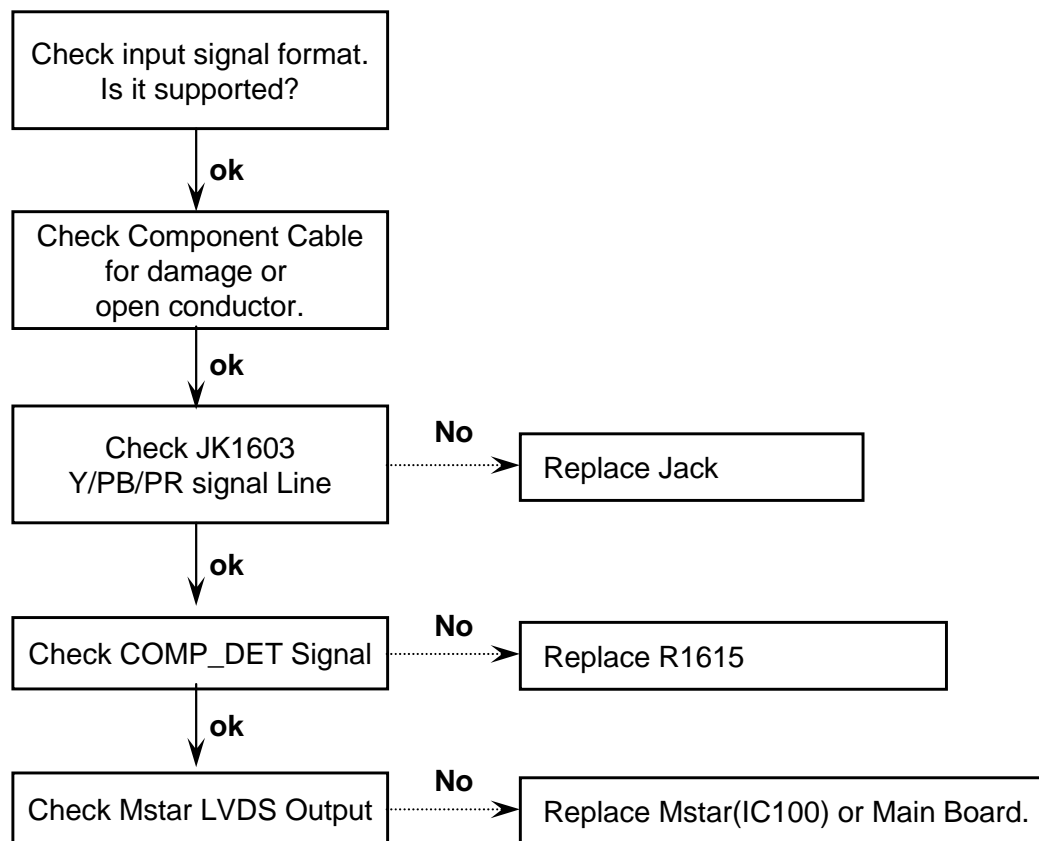 Check input signal format.
Is it supported?
ok
Check Component Cable
for damage or
open conductor.
ok
Check JK1603
Y/PB/PR signal Line
No
Replace Jack
ok
Check COMP_DET Signal
No
Replace R1615
ok
Check Mstar LVDS Output
No
Replace Mstar(IC100) or Main Board.